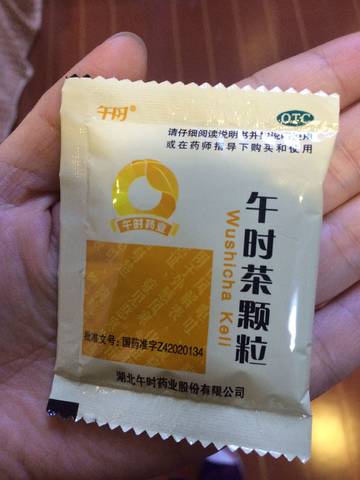 午时®
OTC
请仔细阅读说明书并按说明使用
或在药师指导下购买和使用
午时药业
午时茶颗粒
Wushicha Keli
批准文号：国药准字Z42020134
湖北午时药业股份有限公司